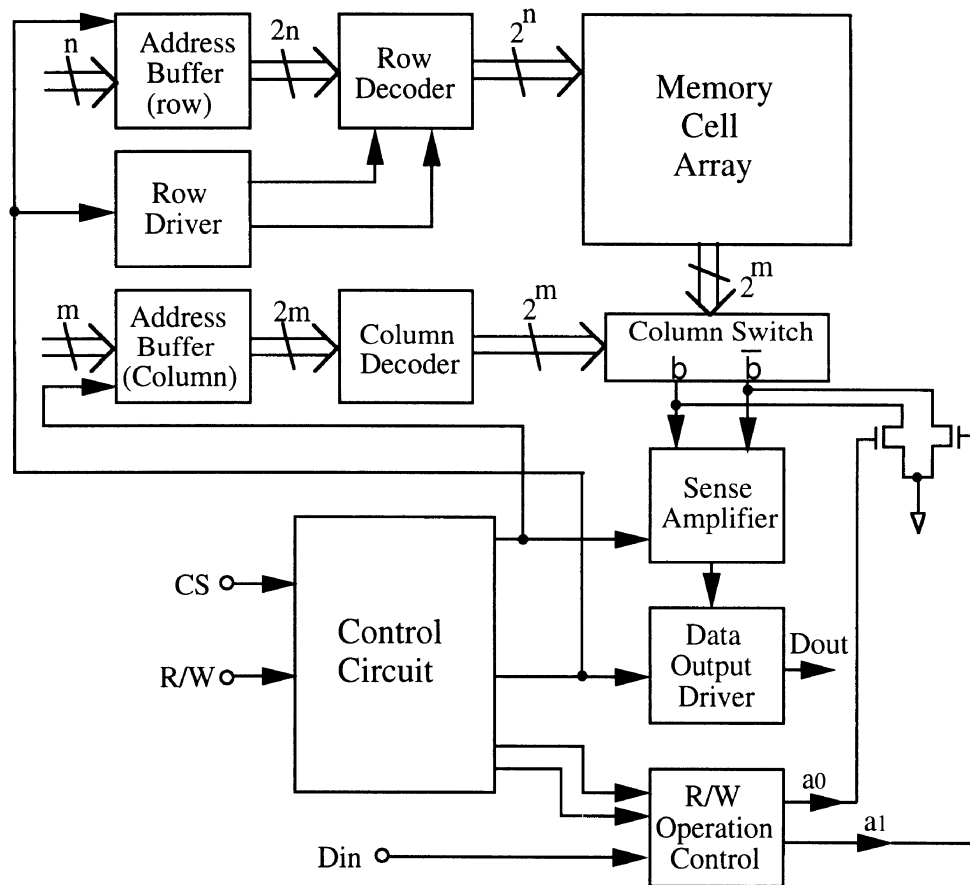 n
Address
Buffer
(row)
2n
Row
Decoder
2^n
Memory
Cell
Array
Row
Driver
2^m
m
Address
Buffer
(Column)
2m
Column
Decoder
2^m
Column Switch
b
b̅
Sense
Amplifier
CS
R/W
Control
Circuit
Data
Output
Driver
Dout
R/W
Operation
Control
a0
a1
Din